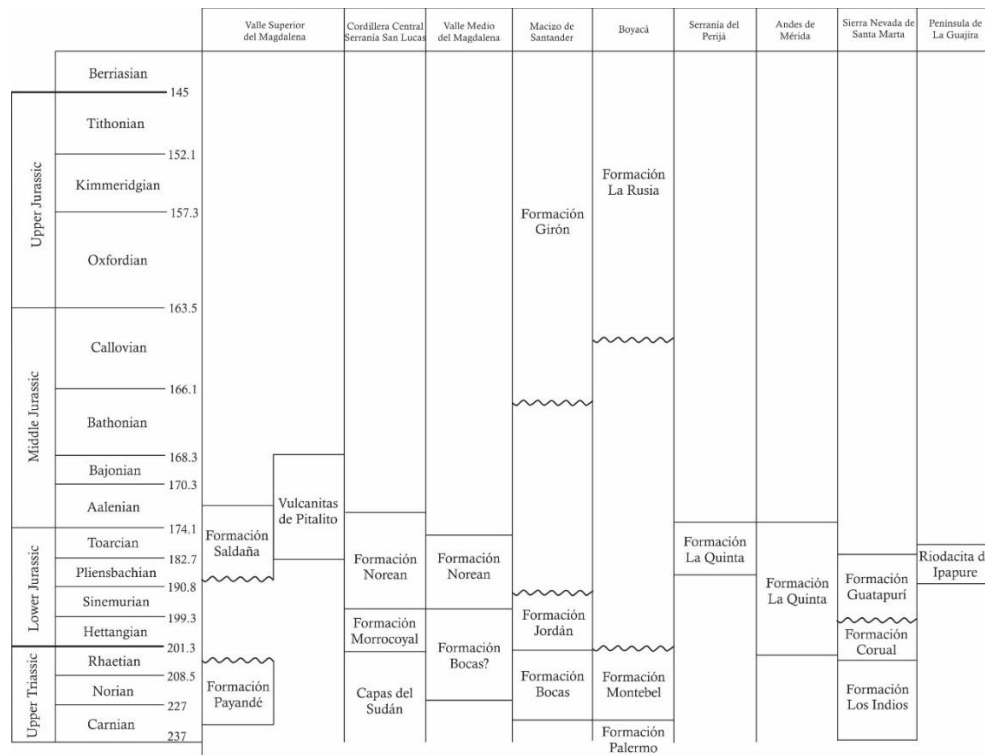 Valle Superior
del Magdalena
Cordillera Central
Serranía San Lucas
Valle Medio
del Magdalena
Macizo de
Santander
Boyacá
Serranía del
Perijá
Andes de
Mérida
Sierra Nevada de
Santa Marta
Península de
La Guajira
Upper Jurassic
Middle Jurassic
Lower Jurassic
Upper Triassic
Berriasian
145
Tithonian
152.1
Kimmeridgian
157.3
Oxfordian
163.5
Callovian
166.1
Bathonian
168.3
Bajonian
170.3
Aalenian
174.1
Toarcian
182.7
Pliensbachian
190.8
Sinemurian
199.3
Hettangian
201.3
Rhaetian
208.5
Norian
227
Carnian
237
Formación
Saldaña
Formación
Payandé
Vulcanitas
de Pitalito
Formación
Norean
Formación
Morrocoyal
Capas del
Sudán
Formación
Norean
Formación
Bocas?
Formación
Girón
Formación
Jordán
Formación
Bocas
Formación
La Rusia
Formación
Montebel
Formación
Palermo
Formación
La Quinta
Formación
La Quinta
Formación
Guatapurí
Formación
Corual
Formación
Los Indios
Riodacita d
Ipapure